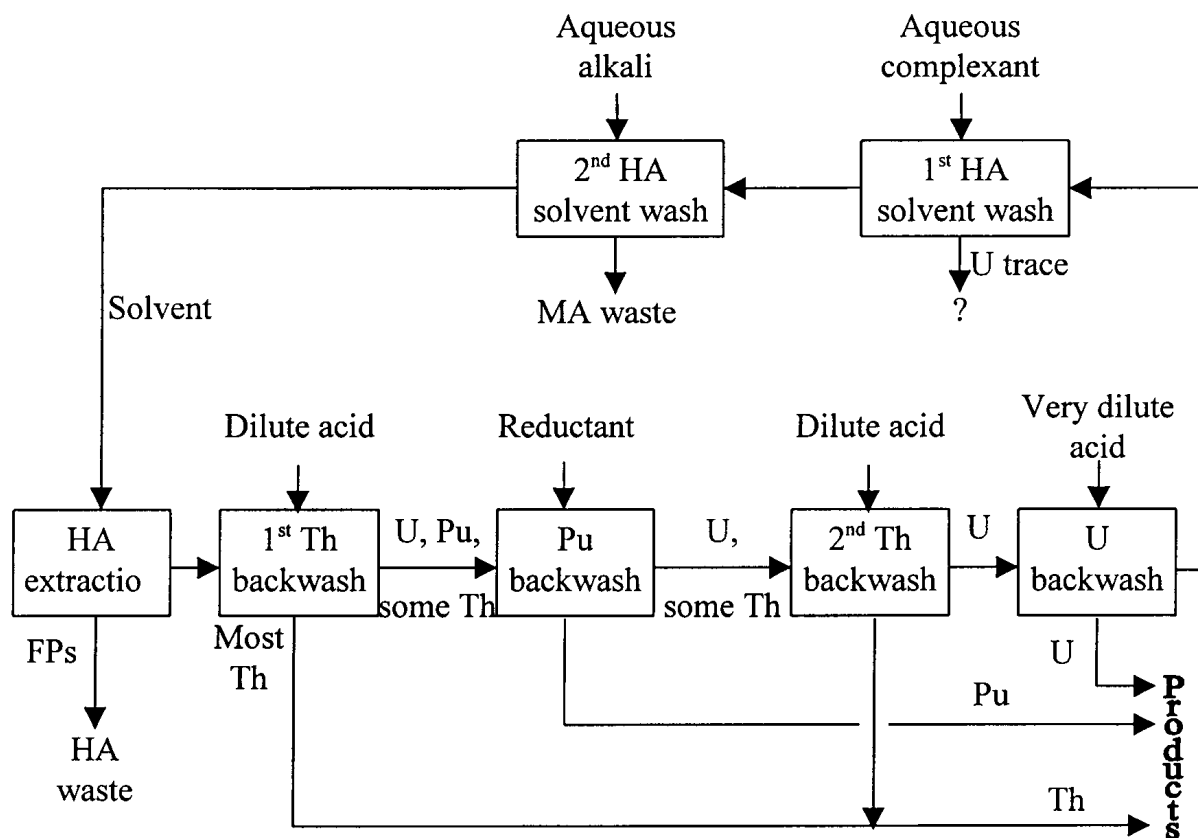 Aqueous
alkali
Aqueous
complexant
2nd HA
solvent wash
1st HA
solvent wash
U trace
MA waste
?
Solvent
Dilute acid
Reductant
Dilute acid
Very dilute
acid
HA
extractio
1st Th
backwash
U, Pu,
some Th
Pu
backwash
U,
some Th
2nd Th
backwash
U
U
backwash
FPs
Most
Th
U
Pu
HA
waste
Th
Products